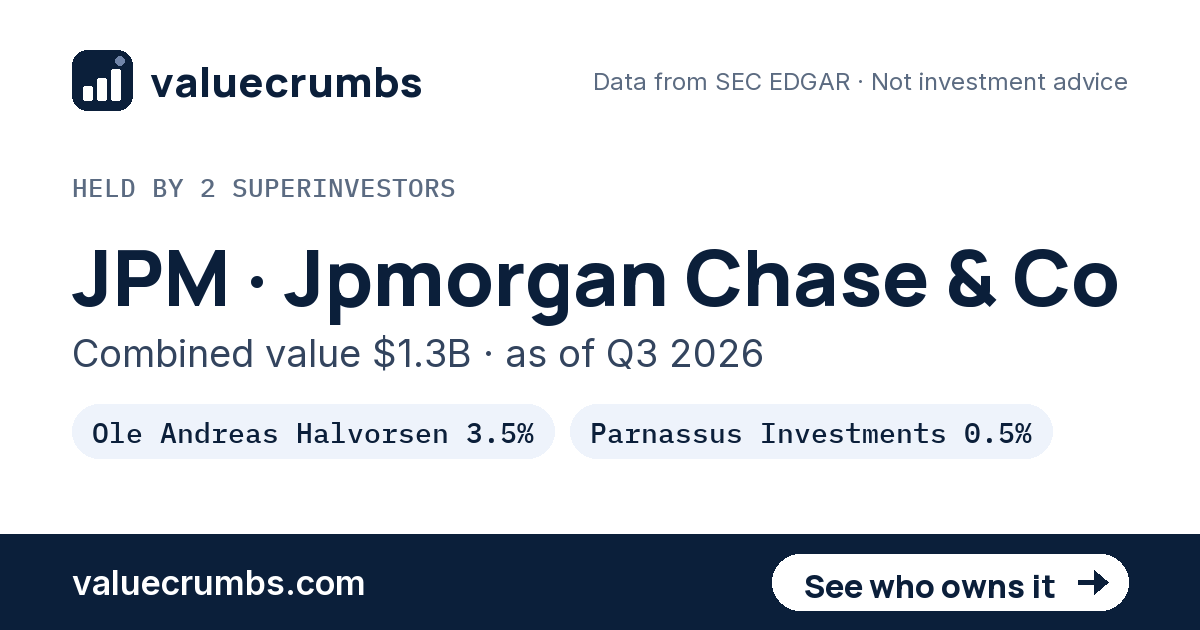 valuecrumbs
Data from SEC EDGAR · Not investment advice
HELD BY 2 SUPERINVESTORS
JPM · Jpmorgan Chase & Co
Combined value $1.3B · as of Q3 2026
Ole Andreas Halvorsen 3.5%
Parnassus Investments 0.5%
valuecrumbs.com
See who owns it →